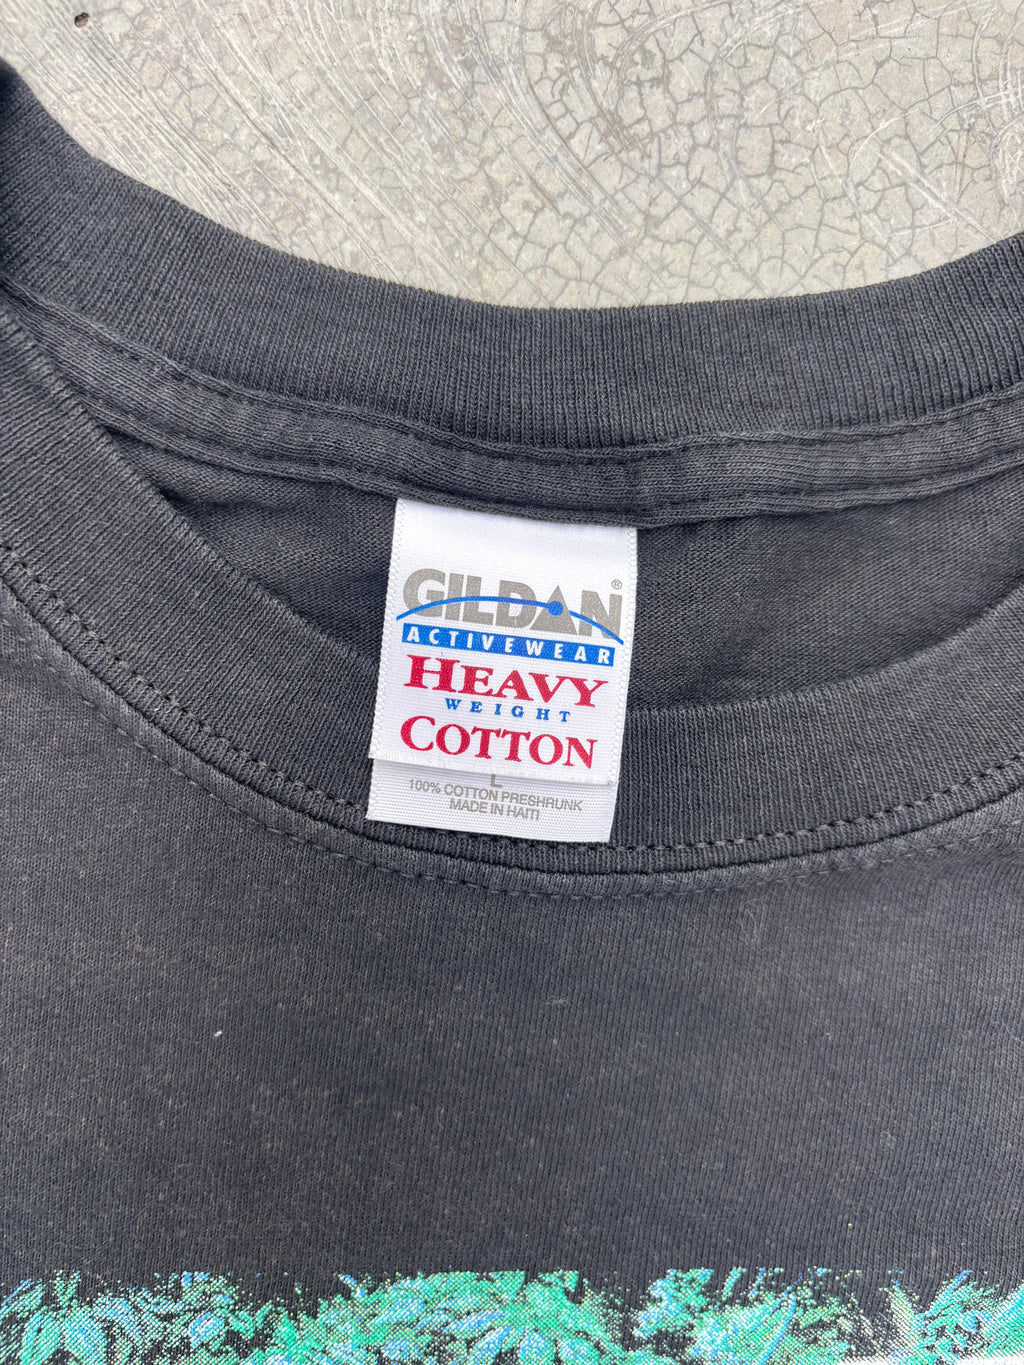 GILDAN®
ACTIVEWEAR
HEAVY
WEIGHT
COTTON
L
100% COTTON PRESHRUNK
MADE IN HAITI